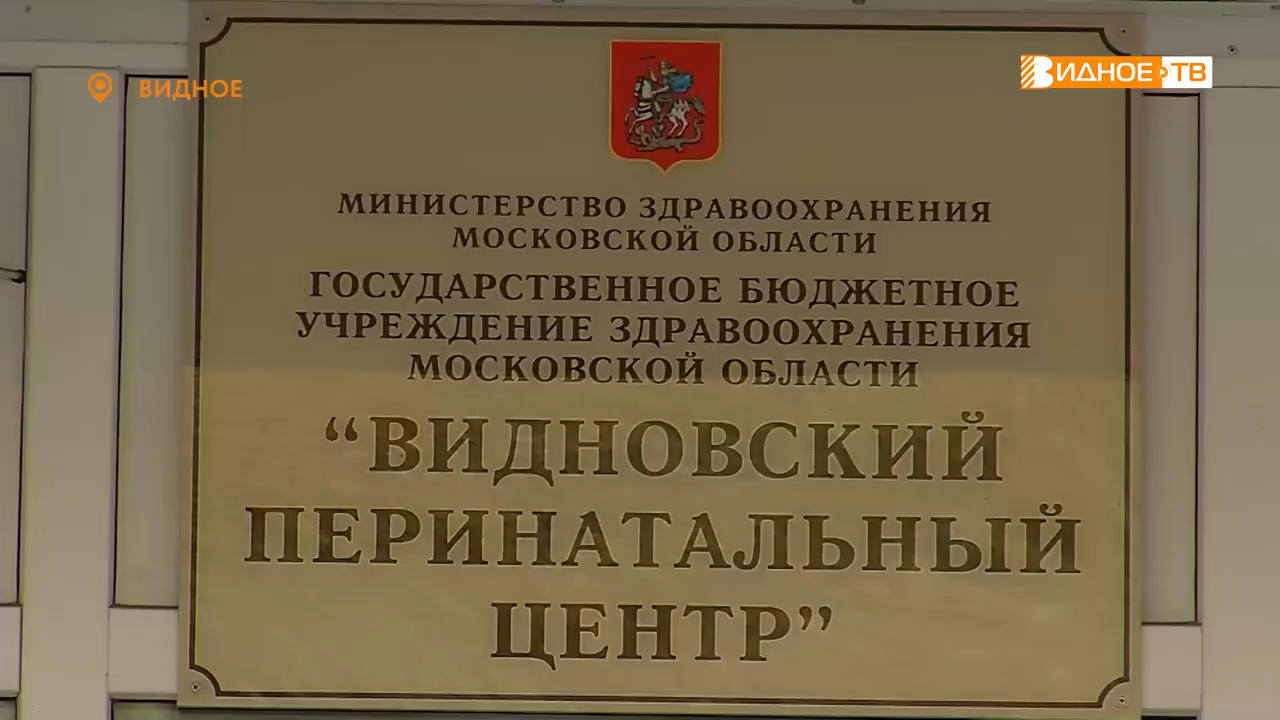 ВИДНОЕ
ВИДНОЕ ТВ
МИНИСТЕРСТВО ЗДРАВООХРАНЕНИЯ
МОСКОВСКОЙ ОБЛАСТИ
ГОСУДАРСТВЕННОЕ БЮДЖЕТНОЕ
УЧРЕЖДЕНИЕ ЗДРАВООХРАНЕНИЯ
МОСКОВСКОЙ ОБЛАСТИ
“ВИДНОВСКИЙ
ПЕРИНАТАЛЬНЫЙ
ЦЕНТР”